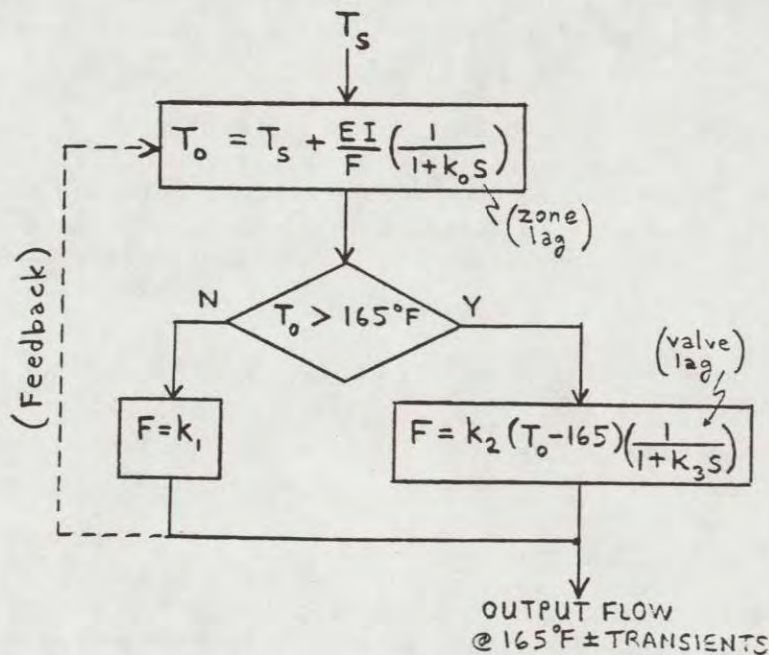 T_s
T_o = T_s + EI/F (1/(1+k_o s))
(zone lag)
T_o > 165°F
N
Y
(Feedback)
(valve lag)
F = k_1
F = k_2 (T_o-165) (1/(1+k_3 s))
OUTPUT FLOW
@ 165°F ± TRANSIENTS